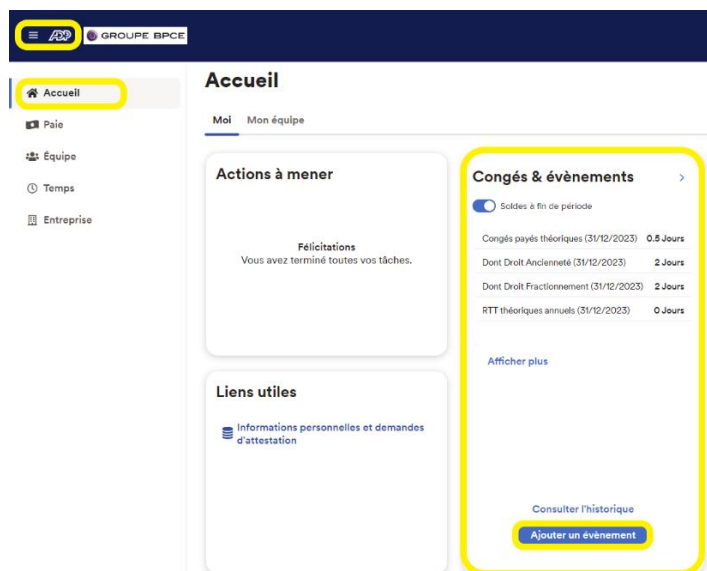 ADP GROUPE BPCE
Accueil
Paie
Équipe
Temps
Entreprise
Accueil
Moi Mon équipe
Actions à mener
Félicitations
Vous avez terminé toutes vos tâches.
Liens utiles
Informations personnelles et demandes
d'attestation
Congés & évènements
Soldes à fin de période
Congés payés théoriques (31/12/2023) 0.5 Jours
Dont Droit Ancienneté (31/12/2023) 2 Jours
Dont Droit Fractionnement (31/12/2023) 2 Jours
RTT théoriques annuels (31/12/2023) 0 Jours
Afficher plus
Consulter l'historique
Ajouter un évènement